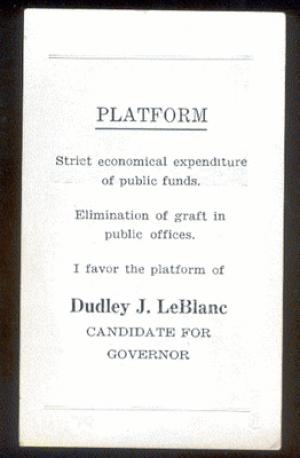 PLATFORM
Strict economical expenditure
of public funds.
Elimination of graft in
public offices.
I favor the platform of
Dudley J. LeBlanc
CANDIDATE FOR
GOVERNOR